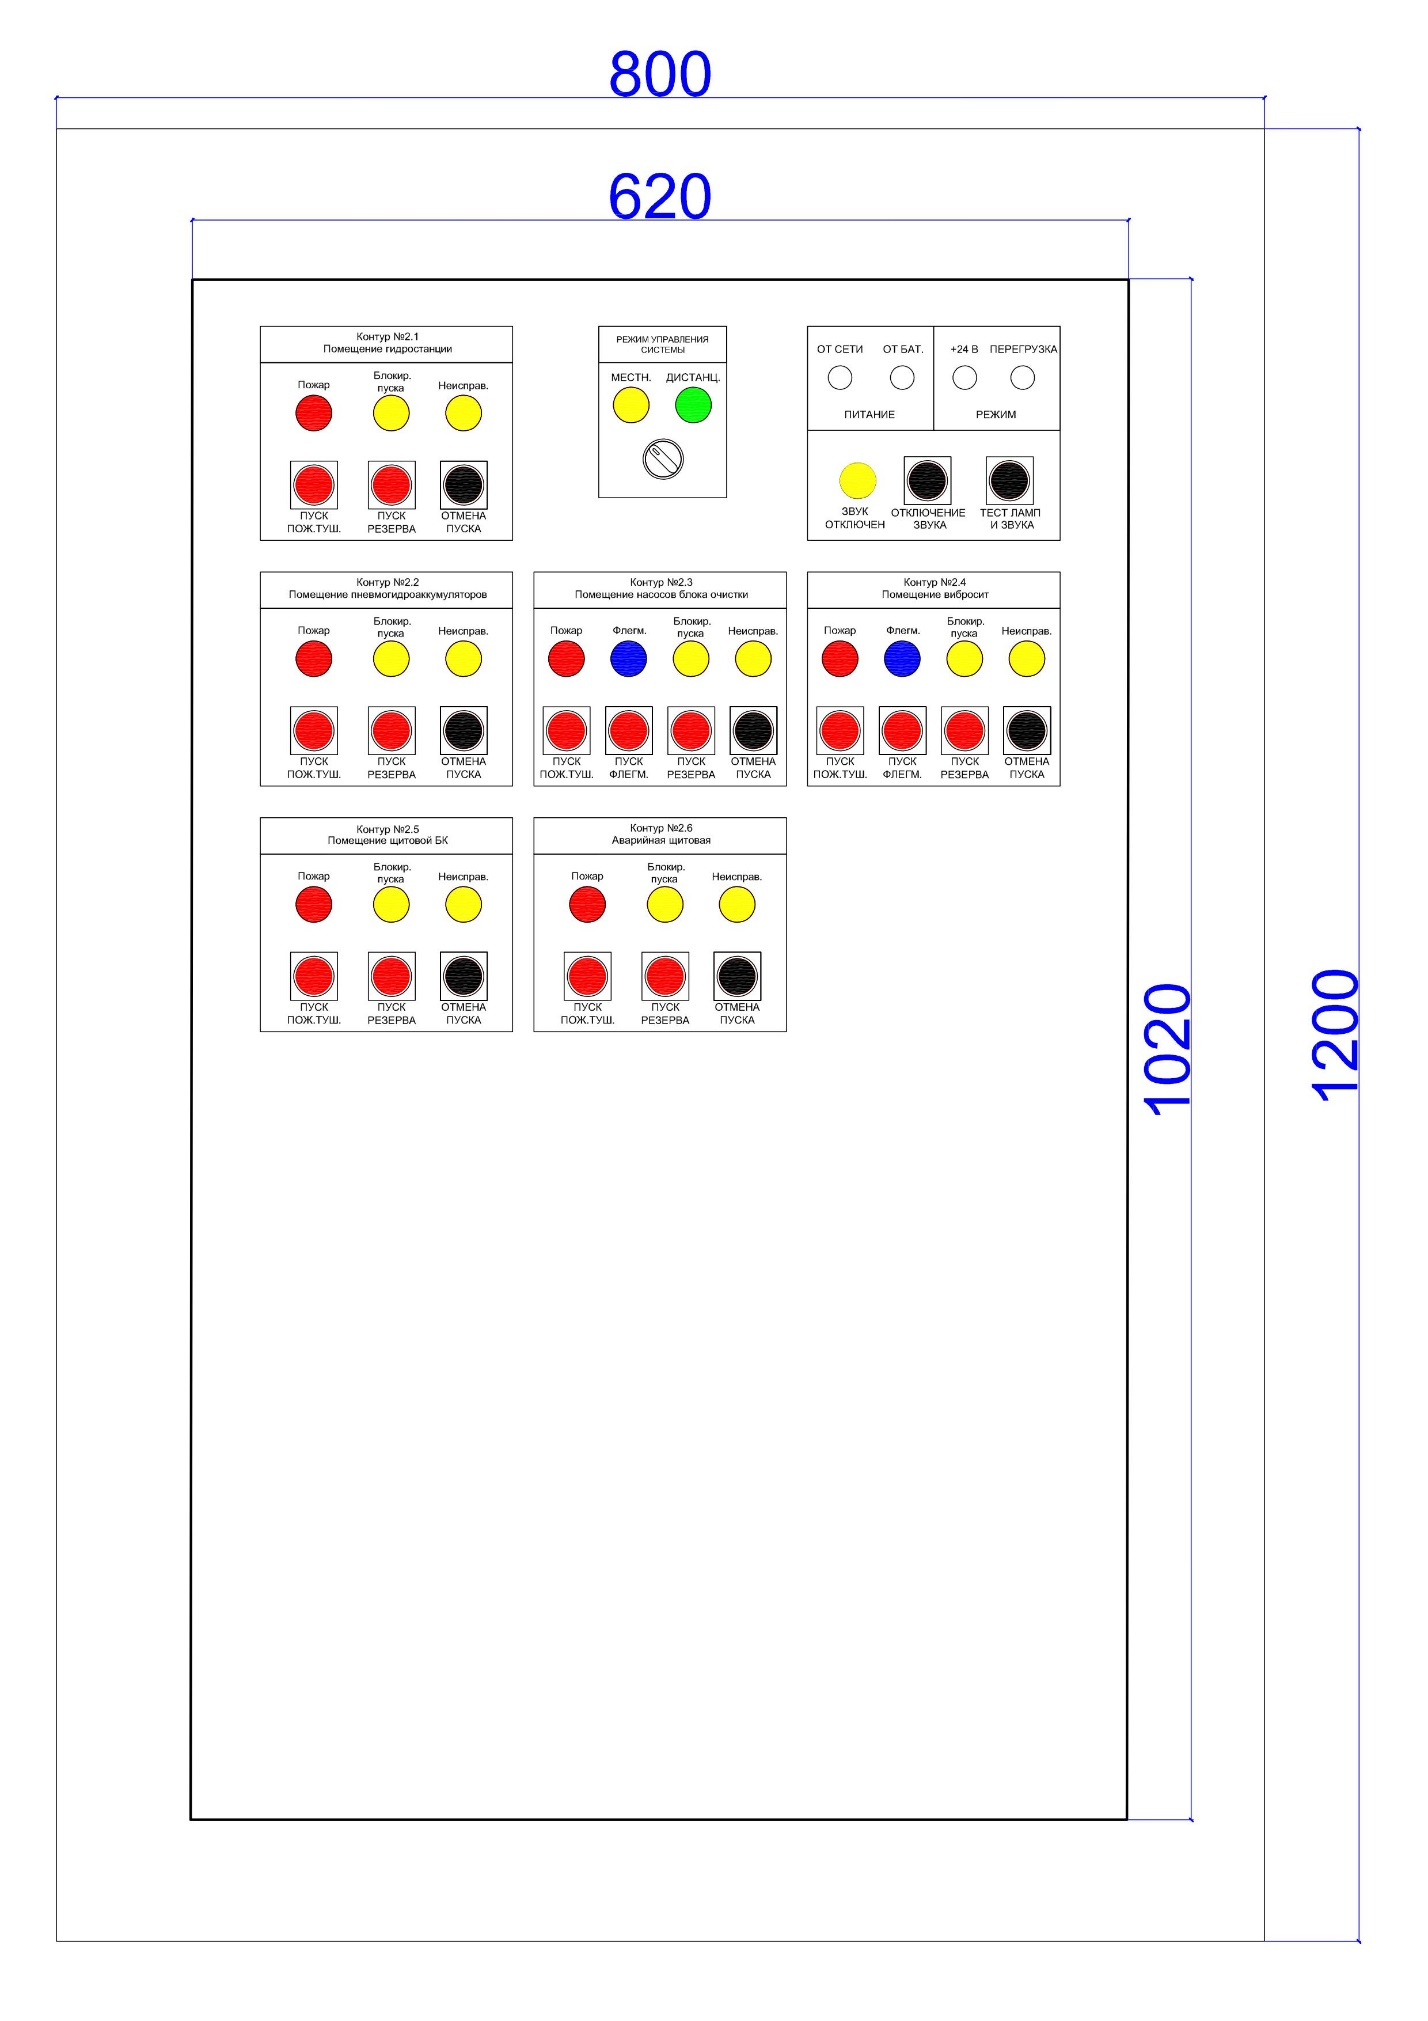 800
620
Контур №2.1
Помещение гидростанции
Пожар
Блокир.
пуска
Неисправ.
ПУСК
ПОЖ.ТУШ.
ПУСК
РЕЗЕРВА
ОТМЕНА
ПУСКА
РЕЖИМ УПРАВЛЕНИЯ
СИСТЕМЫ
МЕСТН.
ДИСТАНЦ.
ОТ СЕТИ
ОТ БАТ.
+24 В
ПЕРЕГРУЗКА
ПИТАНИЕ
РЕЖИМ
ЗВУК
ОТКЛЮЧЕН
ОТКЛЮЧЕНИЕ
ЗВУКА
ТЕСТ ЛАМП
И ЗВУКА
Контур №2.2
Помещение пневмогидроаккумуляторов
Пожар
Блокир.
пуска
Неисправ.
ПУСК
ПОЖ.ТУШ.
ПУСК
РЕЗЕРВА
ОТМЕНА
ПУСКА
Контур №2.3
Помещение насосов блока очистки
Пожар
Флегм.
Блокир.
пуска
Неисправ.
ПУСК
ПОЖ.ТУШ.
ПУСК
ФЛЕГМ.
ПУСК
РЕЗЕРВА
ОТМЕНА
ПУСКА
Контур №2.4
Помещение вибросит
Пожар
Флегм.
Блокир.
пуска
Неисправ.
ПУСК
ПОЖ.ТУШ.
ПУСК
ФЛЕГМ.
ПУСК
РЕЗЕРВА
ОТМЕНА
ПУСКА
Контур №2.5
Помещение щитовой БК
Пожар
Блокир.
пуска
Неисправ.
ПУСК
ПОЖ.ТУШ.
ПУСК
РЕЗЕРВА
ОТМЕНА
ПУСКА
Контур №2.6
Аварийная щитовая
Пожар
Блокир.
пуска
Неисправ.
ПУСК
ПОЖ.ТУШ.
ПУСК
РЕЗЕРВА
ОТМЕНА
ПУСКА
1020
1200